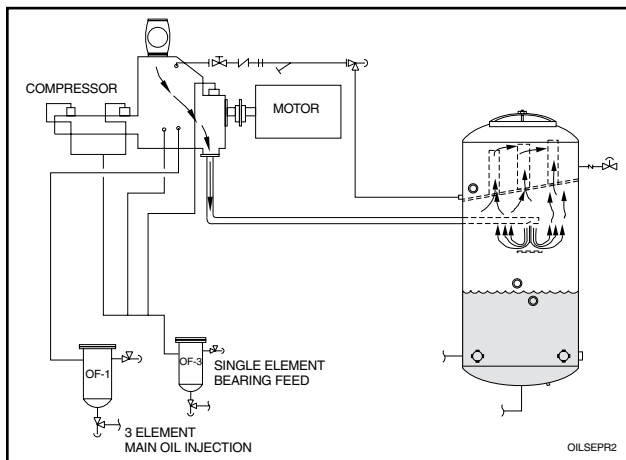 COMPRESSOR
MOTOR
OF-1
OF-3
SINGLE ELEMENT
BEARING FEED
3 ELEMENT
MAIN OIL INJECTION
OILSEPR2